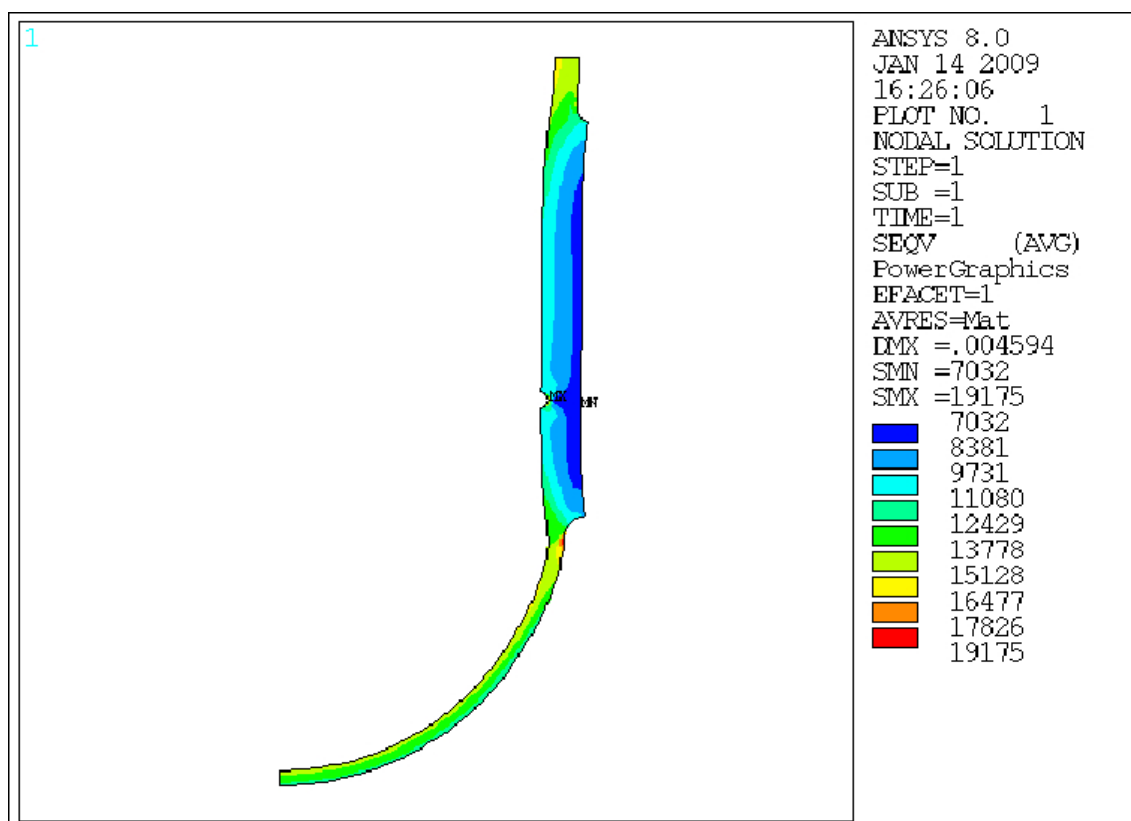 1
ANSYS 8.0
JAN 14 2009
16:26:06
PLOT NO. 1
NODAL SOLUTION
STEP=1
SUB =1
TIME=1
SEQV (AVG)
PowerGraphics
EFACET=1
AVRES=Mat
DMX =.004594
SMN =7032
SMX =19175
7032
8381
9731
11080
12429
13778
15128
16477
17826
19175
MX
MN